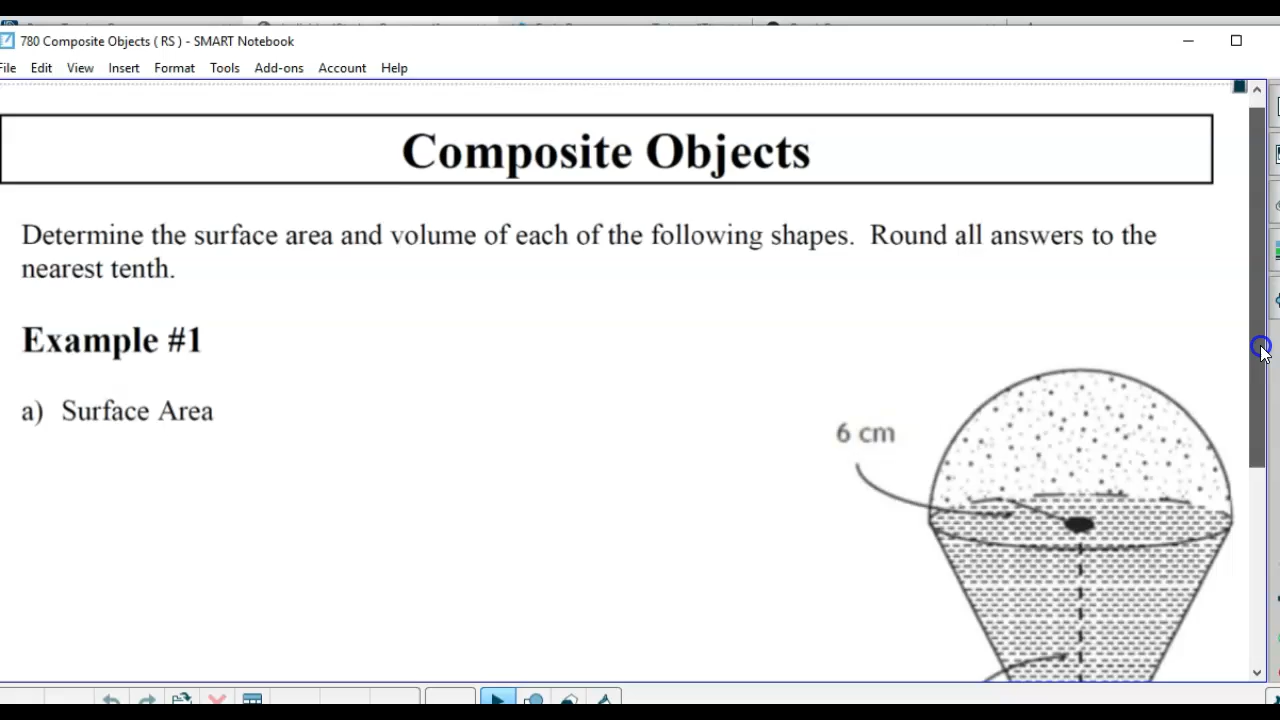 780 Composite Objects ( RS ) - SMART Notebook
File Edit View Insert Format Tools Add-ons Account Help
Composite Objects
Determine the surface area and volume of each of the following shapes. Round all answers to the
nearest tenth.
Example #1
a) Surface Area
6 cm